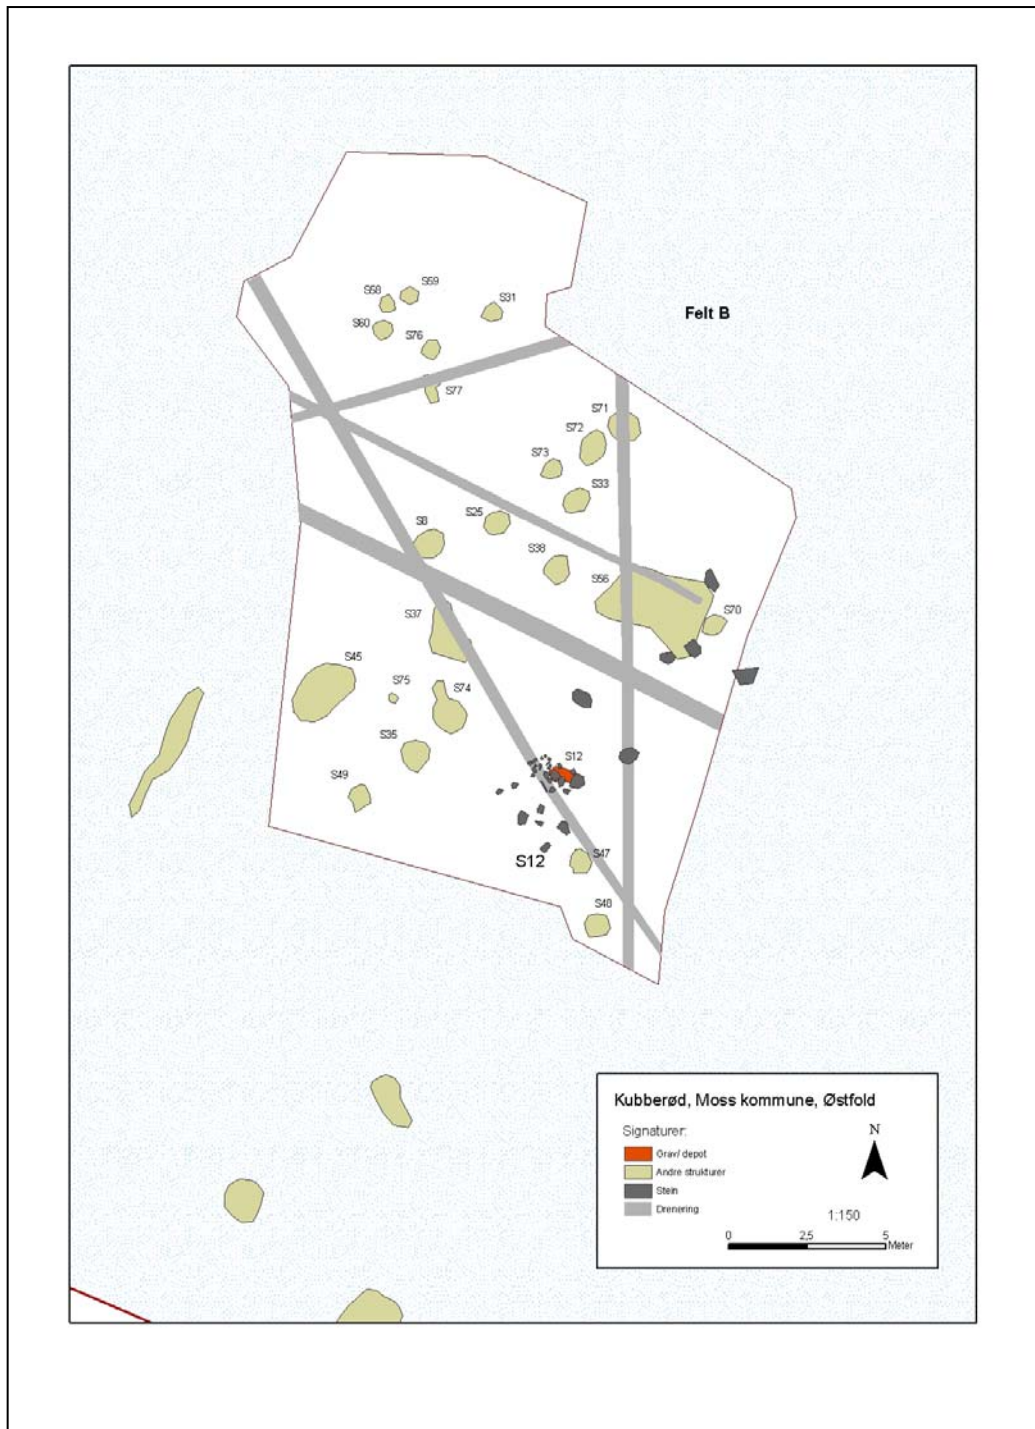 S59
S58
S31
Felt B
S60
S76
S77
S71
S72
S73
S33
S25
S8
S38
S56
S70
S37
S45
S75
S74
S35
S12
S49
S47
S12
S48
Kubberød, Moss kommune, Østfold
Signaturer:
N
Grav/ depot
Andre strukturer
Stein
Drenering
1:150
0 2,5 5
Meter